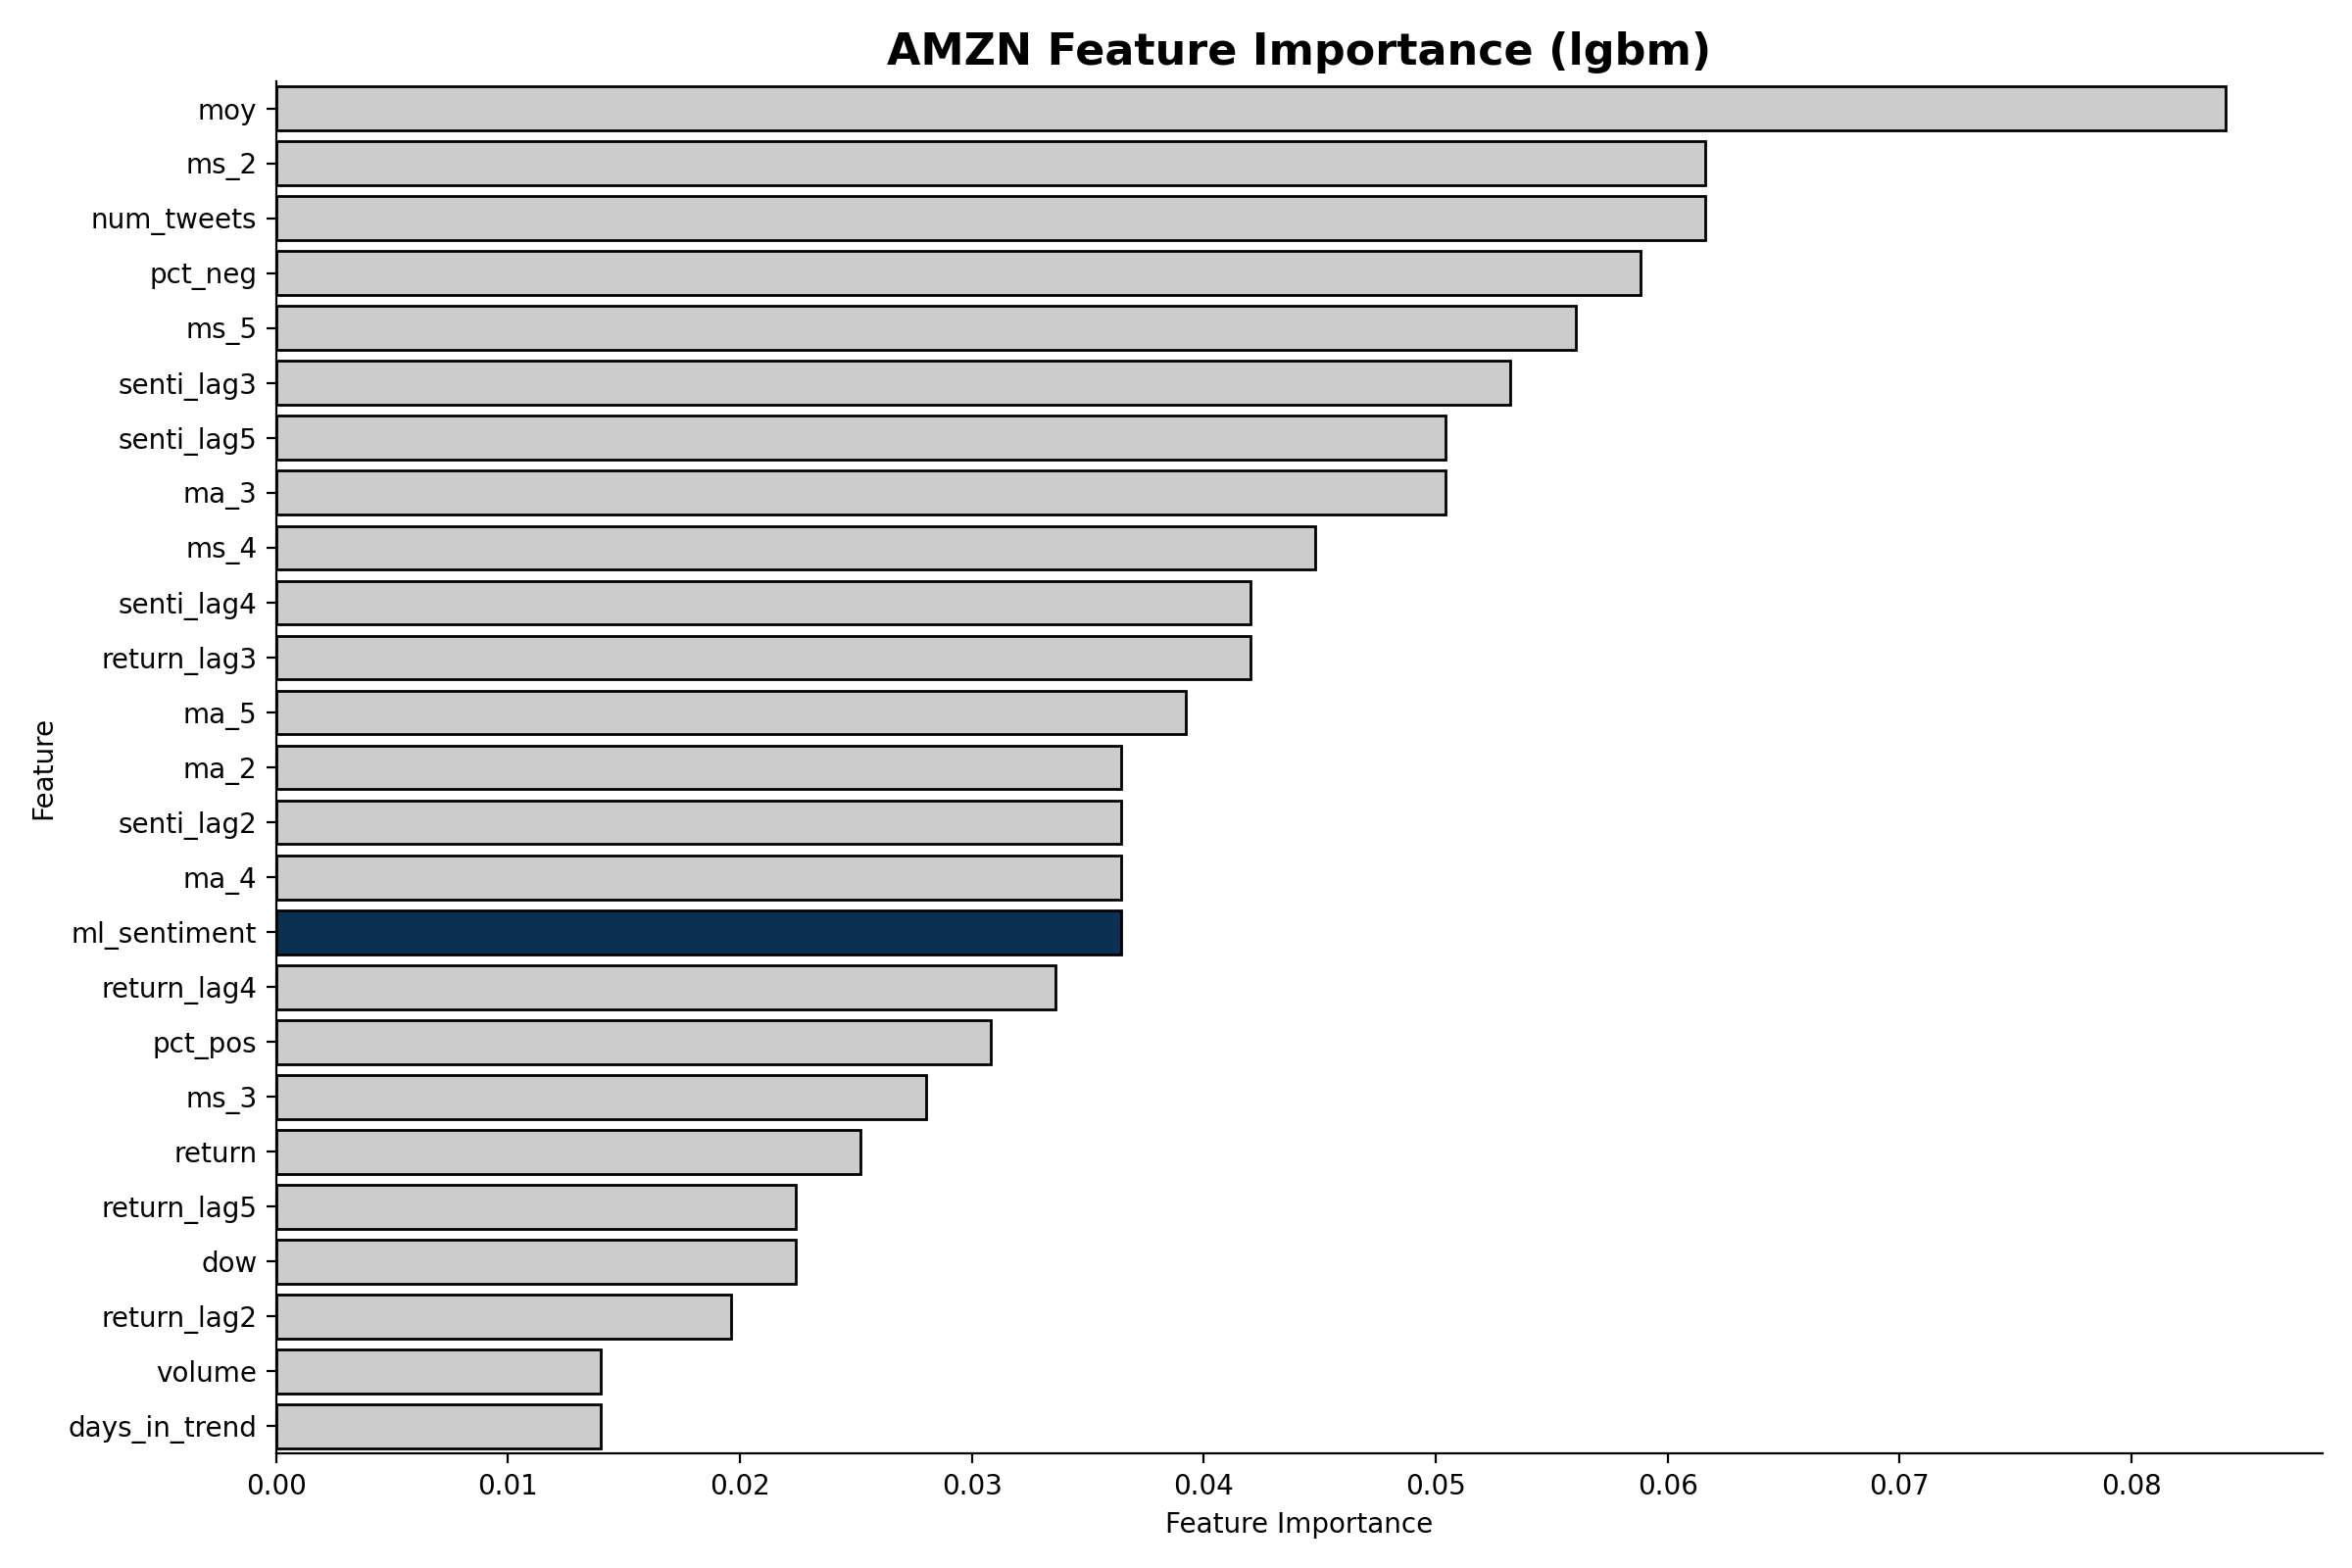 AMZN Feature Importance (lgbm)
moy
ms_2
num_tweets
pct_neg
ms_5
senti_lag3
senti_lag5
ma_3
ms_4
senti_lag4
return_lag3
ma_5
ma_2
senti_lag2
ma_4
ml_sentiment
return_lag4
pct_pos
ms_3
return
return_lag5
dow
return_lag2
volume
days_in_trend
Feature
0.00 0.01 0.02 0.03 0.04 0.05 0.06 0.07 0.08
Feature Importance